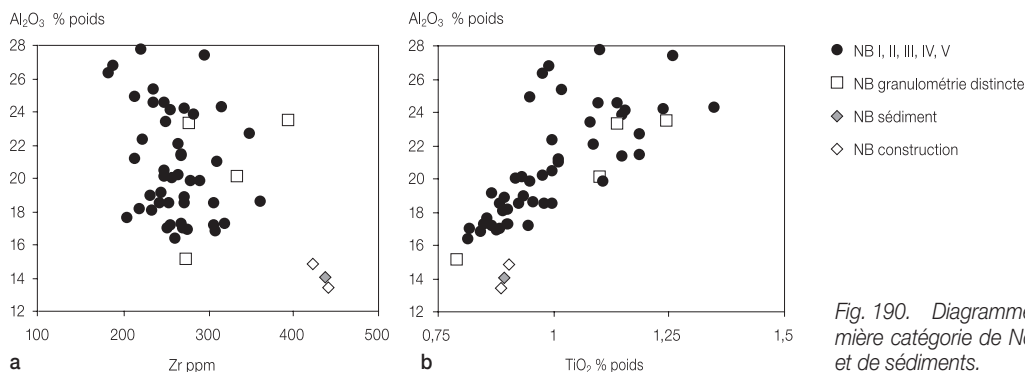 Al₂O₃ % poids
28
26
24
22
20
18
16
14
12
100 200 300 400 500
a Zr ppm
Al₂O₃ % poids
28
26
24
22
20
18
16
14
12
0,75 1 1,25 1,5
b TiO₂ % poids
NB I, II, III, IV, V
NB granulométrie distincte
NB sédiment
NB construction
Fig. 190. Diagramme
mière catégorie de
et de sédiments.